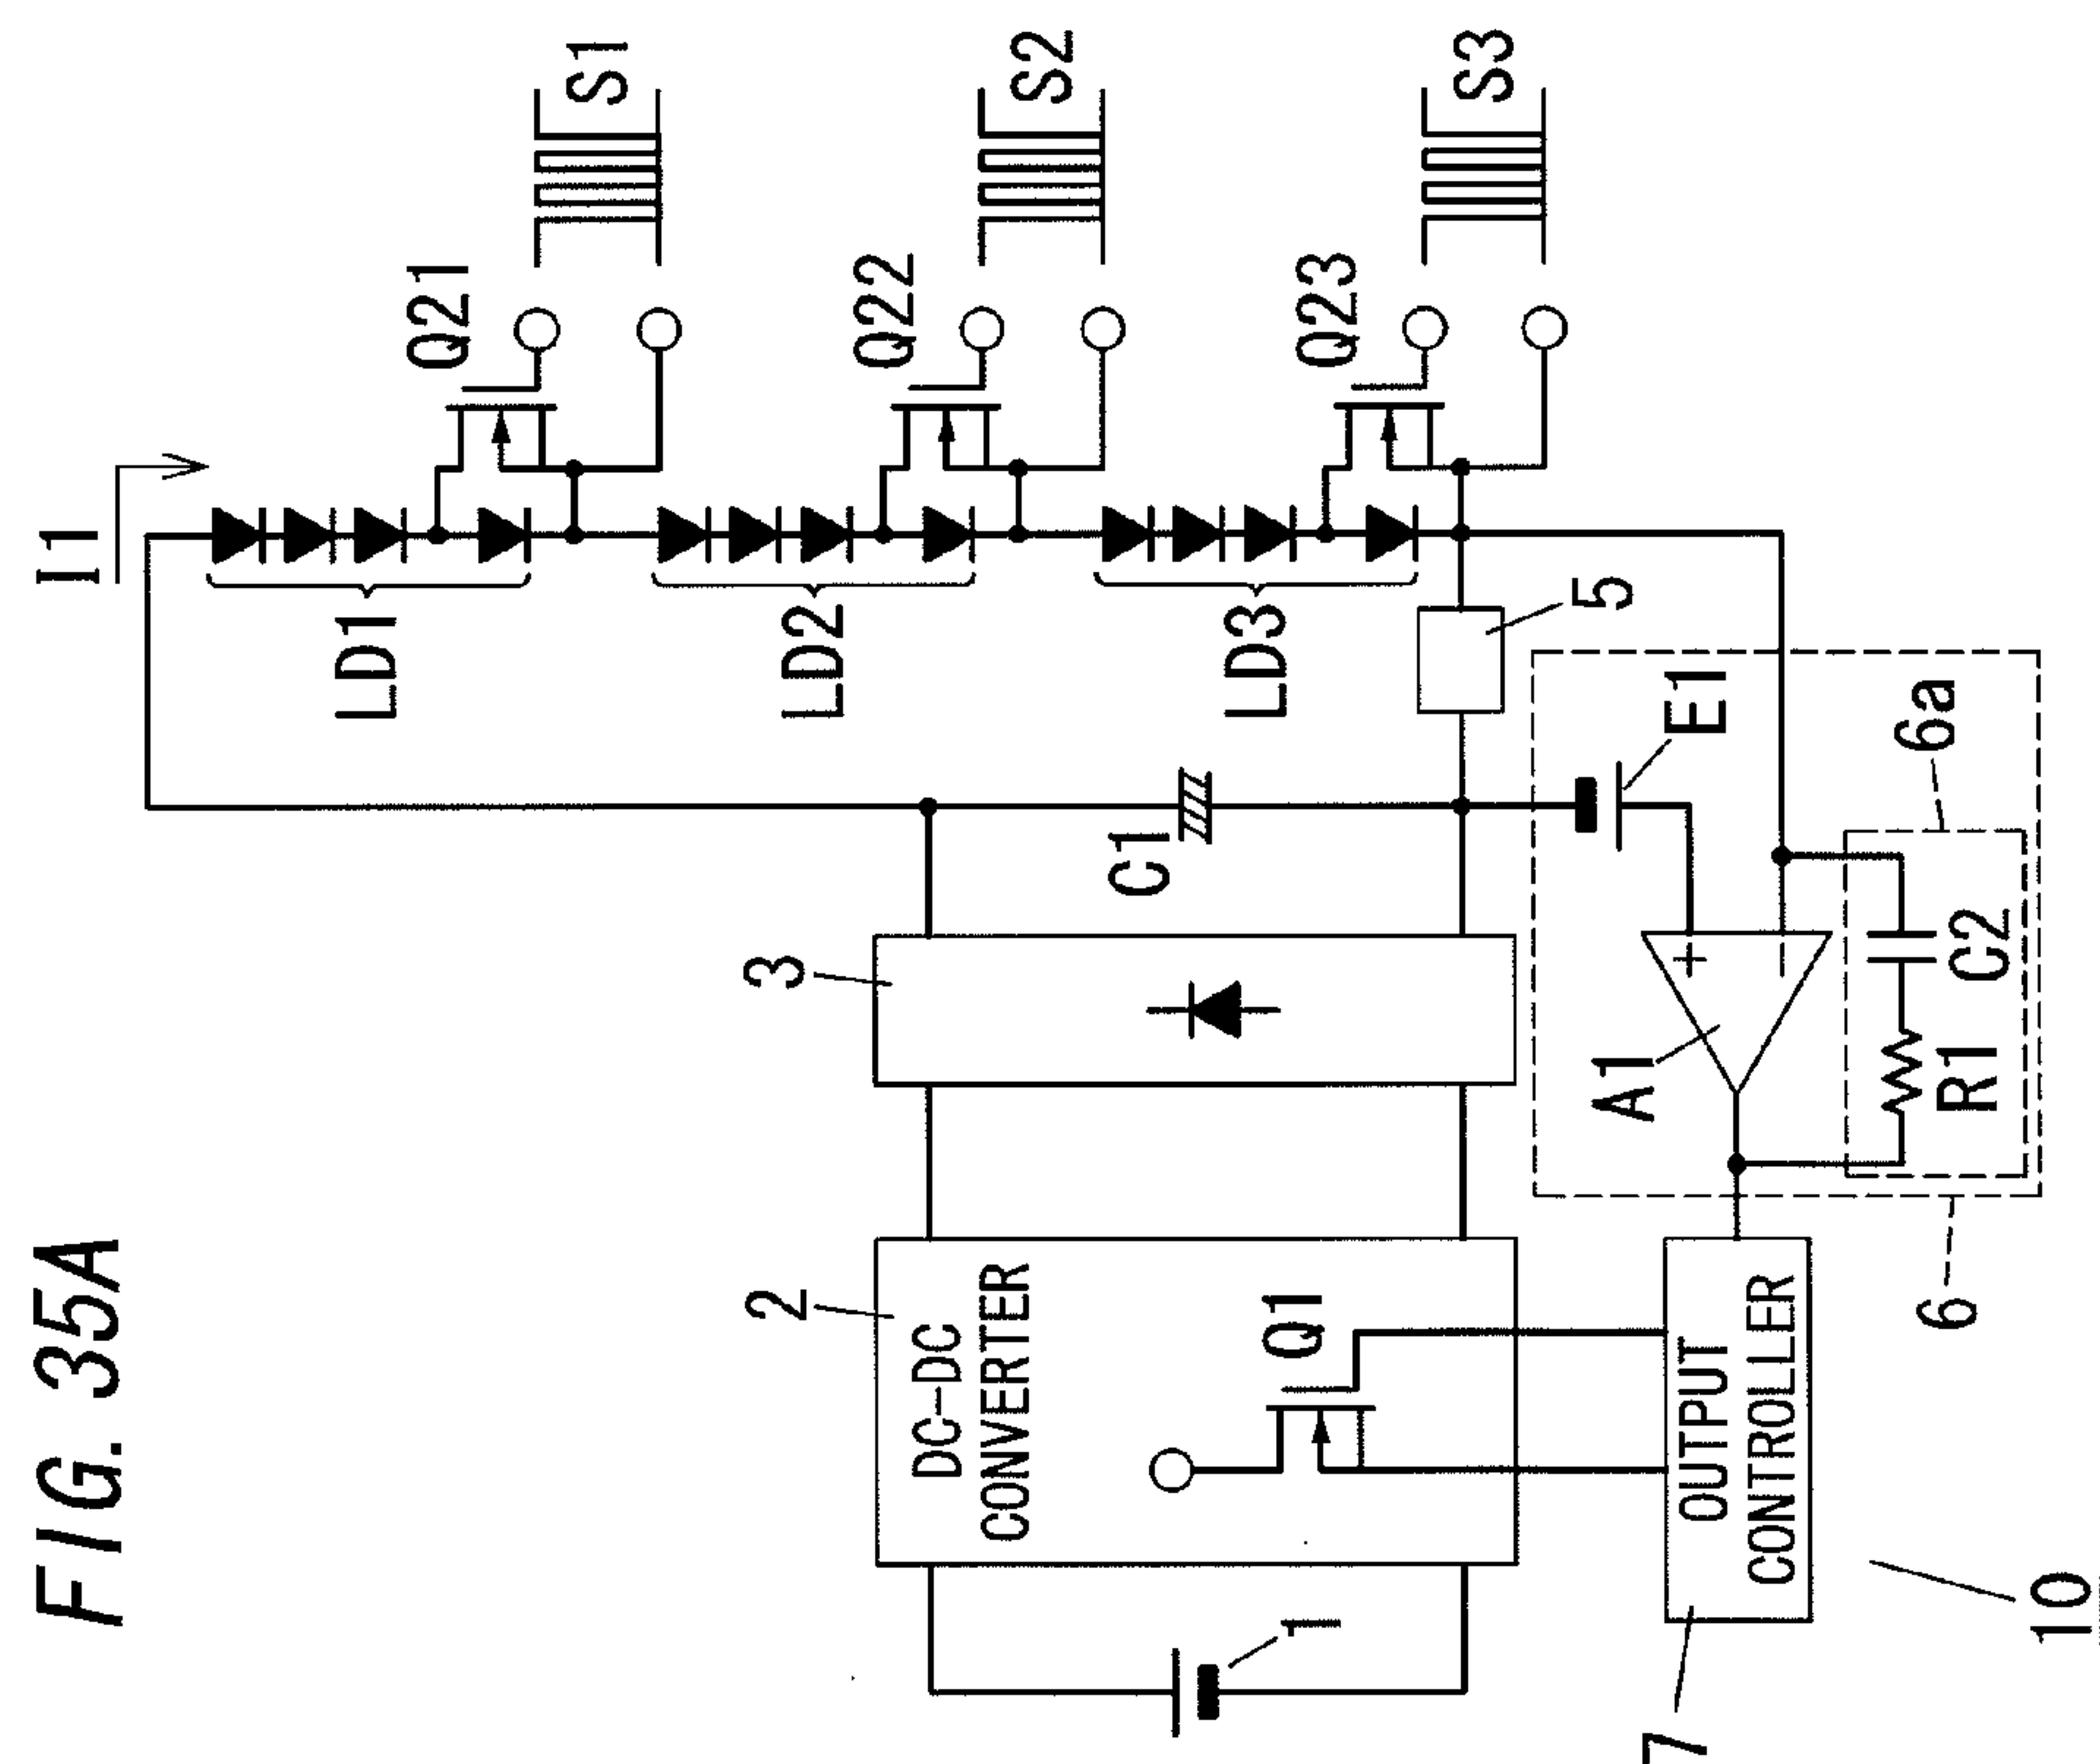 FIG. 35A
I1
LD1
Q21
S1
LD2
Q22
S2
LD3
Q23
S3
C1
5
3
2
DC-DC
CONVERTER
Q1
1
E1
6a
A1
+
-
C2
R1
6
OUTPUT
CONTROLLER
7
10